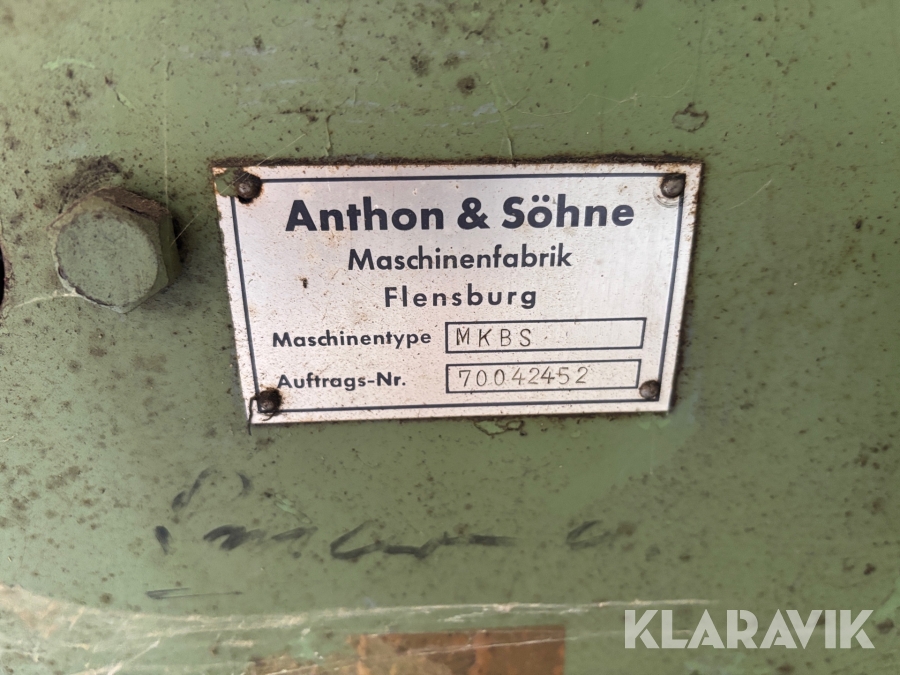 Anthon & Söhne
Maschinenfabrik
Flensburg
Maschinentype MKBS
Auftrags-Nr. 70042452
KLARAVIK